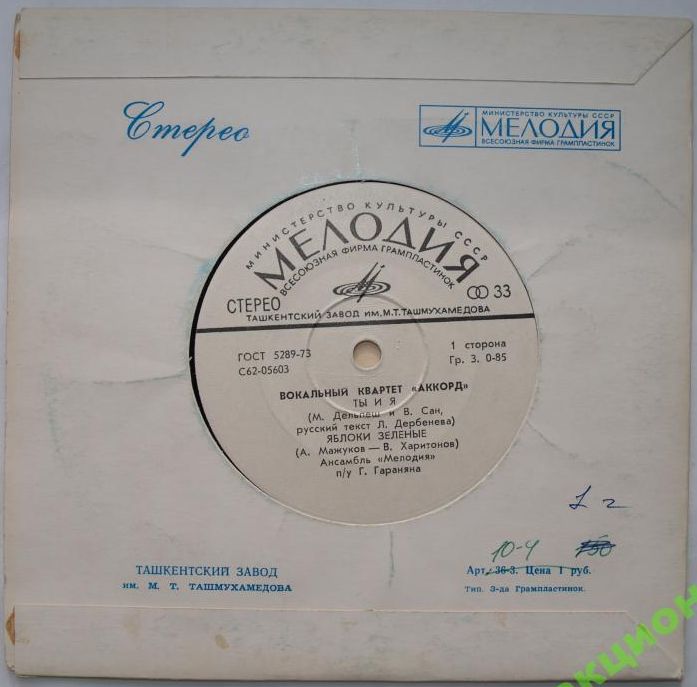 Стерео
МИНИСТЕРСТВО КУЛЬТУРЫ СССР
МЕЛОДИЯ
ВСЕСОЮЗНАЯ ФИРМА ГРАМПЛАСТИНОК
МИНИСТЕРСТВО КУЛЬТУРЫ СССР
МЕЛОДИЯ
ВСЕСОЮЗНАЯ ФИРМА ГРАМПЛАСТИНОК
СТЕРЕО
33
ТАШКЕНТСКИЙ ЗАВОД ИМ. М.Т. ТАШМУХАМЕДОВА
ГОСТ 5289-73
С62-05603
1 сторона
Гр. 3. 0-85
ВОКАЛЬНЫЙ КВАРТЕТ «АККОРД»
ТЫ И Я
(М. Дельпеш и В. Сан,
русский текст Л. Дербенева)
ЯБЛОКИ ЗЕЛЕНЫЕ
(А. Мажуков — В. Харитонов)
Ансамбль «Мелодия»
п/у Г. Гараняна
10-4
ТАШКЕНТСКИЙ ЗАВОД
им. М. Т. ТАШМУХАМЕДОВА
Арт. 36-3. Цена 1 руб.
Тип. З-да Грампластинок.